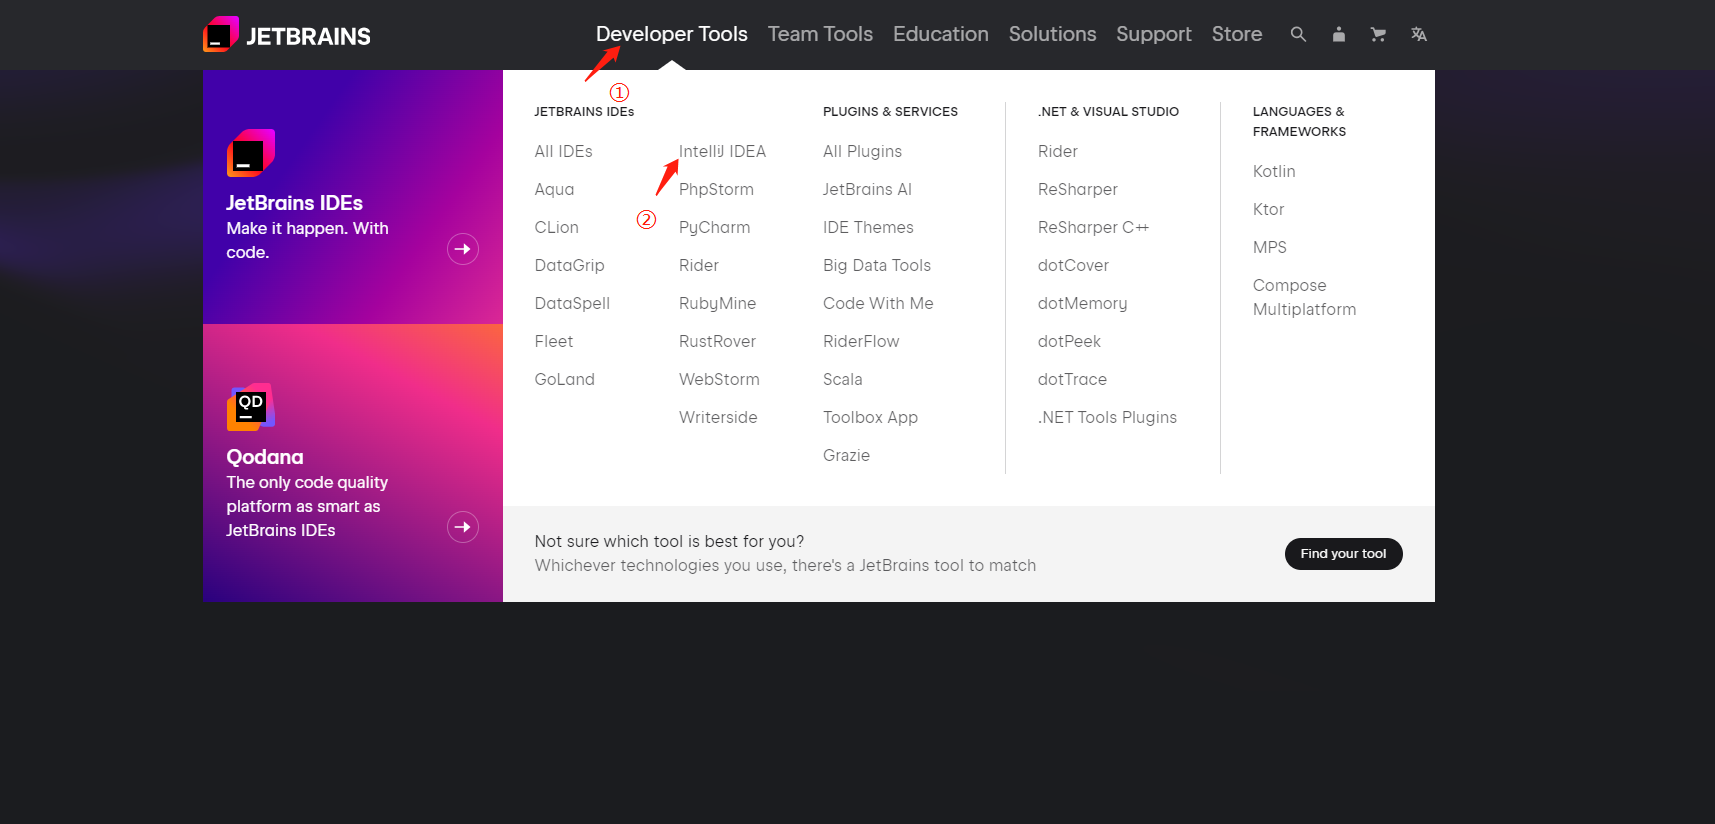 JETBRAINS
Developer Tools
Team Tools
Education
Solutions
Support
Store
①
②
JetBrains IDEs
Make it happen. With
code.
QD
Qodana
The only code quality
platform as smart as
JetBrains IDEs
JETBRAINS IDEs
All IDEs
Aqua
CLion
DataGrip
DataSpell
Fleet
GoLand
IntelliJ IDEA
PhpStorm
PyCharm
Rider
RubyMine
RustRover
WebStorm
Writerside
PLUGINS & SERVICES
All Plugins
JetBrains AI
IDE Themes
Big Data Tools
Code With Me
RiderFlow
Scala
Toolbox App
Grazie
.NET & VISUAL STUDIO
Rider
ReSharper
ReSharper C++
dotCover
dotMemory
dotPeek
dotTrace
.NET Tools Plugins
LANGUAGES &
FRAMEWORKS
Kotlin
Ktor
MPS
Compose
Multiplatform
Not sure which tool is best for you?
Whichever technologies you use, there's a JetBrains tool to match
Find your tool